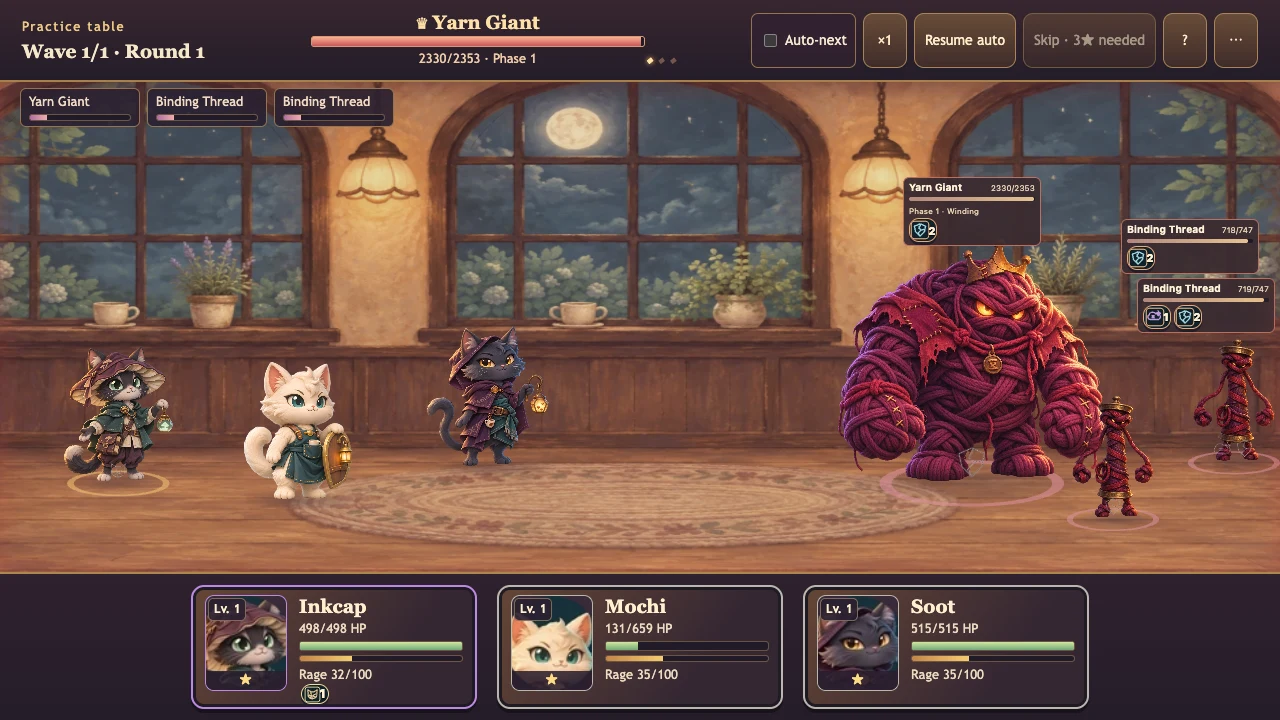 Practice table
Wave 1/1 · Round 1
♛ Yarn Giant
2330/2353 · Phase 1
Auto-next
×1
Resume auto
Skip · 3★ needed
?
···
Yarn Giant
Binding Thread
Binding Thread
Yarn Giant 2330/2353
Phase 1 · Winding
2
Binding Thread 718/747
2
Binding Thread 719/747
1 2
Lv. 1
Inkcap
498/498 HP
Rage 32/100
1
Lv. 1
Mochi
131/659 HP
Rage 35/100
Lv. 1
Soot
515/515 HP
Rage 35/100